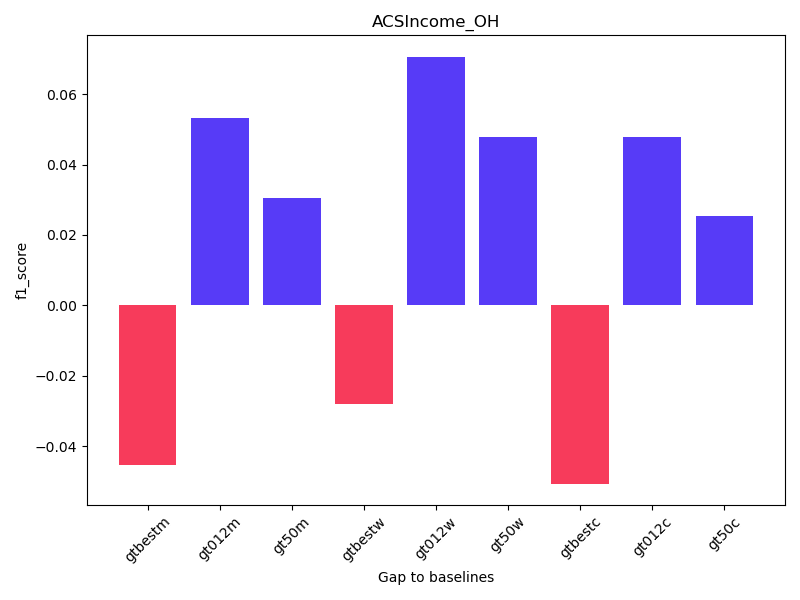 ACSIncome_OH
f1_score
0.06
0.04
0.02
0.00
−0.02
−0.04
gtbestm
gt012m
gt50m
gtbestw
gt012w
gt50w
gtbestc
gt012c
gt50c
Gap to baselines